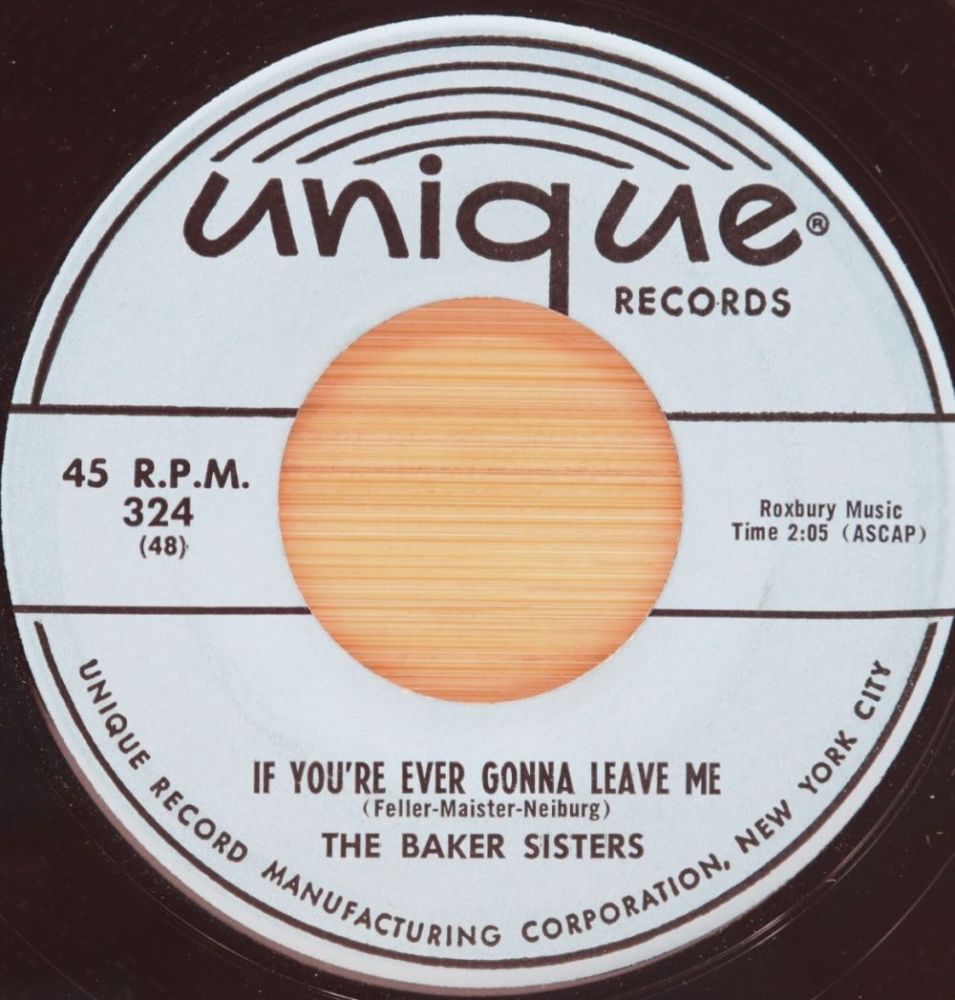 unique®
RECORDS
45 R.P.M.
324
(48)
Roxbury Music
Time 2:05 (ASCAP)
IF YOU'RE EVER GONNA LEAVE ME
(Feller-Maister-Neiburg)
THE BAKER SISTERS
UNIQUE RECORD MANUFACTURING CORPORATION, NEW YORK CITY